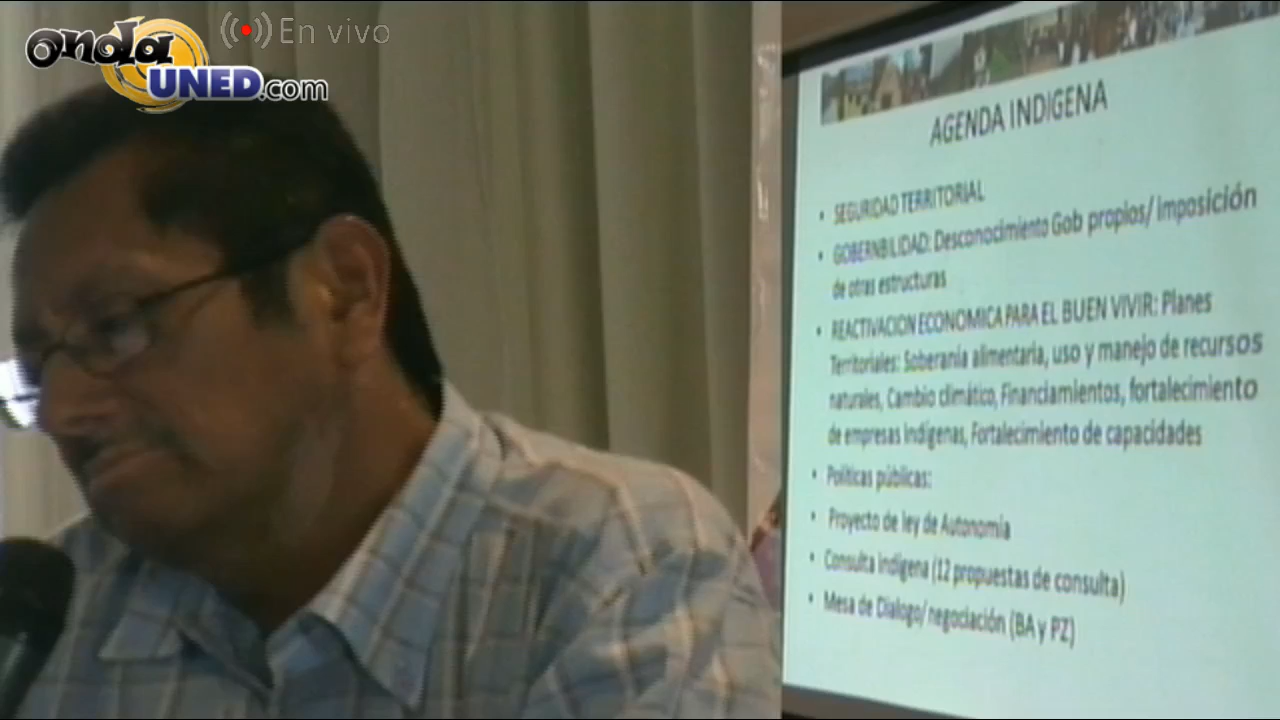 onda UNED.com
En vivo
AGENDA INDIGENA
• SEGURIDAD TERRITORIAL
• GOBERNBILIDAD: Desconocimiento Gob propios/ imposición
de otras estructuras
• REACTIVACION ECONOMICA PARA EL BUEN VIVIR: Planes
Territoriales: Soberanía alimentaria, uso y manejo de recursos
naturales, Cambio climático, Financiamientos, fortalecimiento
de empresas indígenas, Fortalecimiento de capacidades
• Políticas públicas:
• Proyecto de ley de Autonomía
• Consulta indígena (12 propuestas de consulta)
• Mesa de Dialogo/ negociación (BA y PZ)